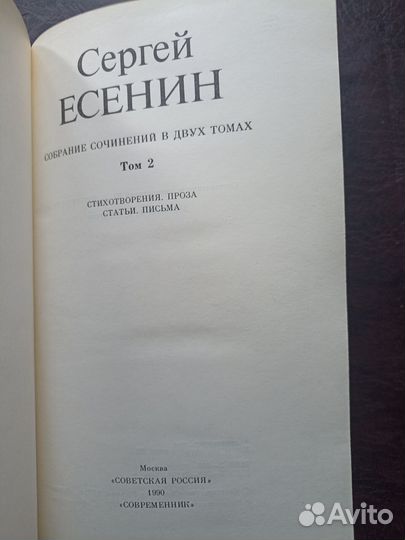 Сергей
ЕСЕНИН
СОБРАНИЕ СОЧИНЕНИЙ В ДВУХ ТОМАХ
Том 2
СТИХОТВОРЕНИЯ. ПРОЗА
СТАТЬИ. ПИСЬМА
Москва
«СОВЕТСКАЯ РОССИЯ»
1990
«СОВРЕМЕННИК»
Avito